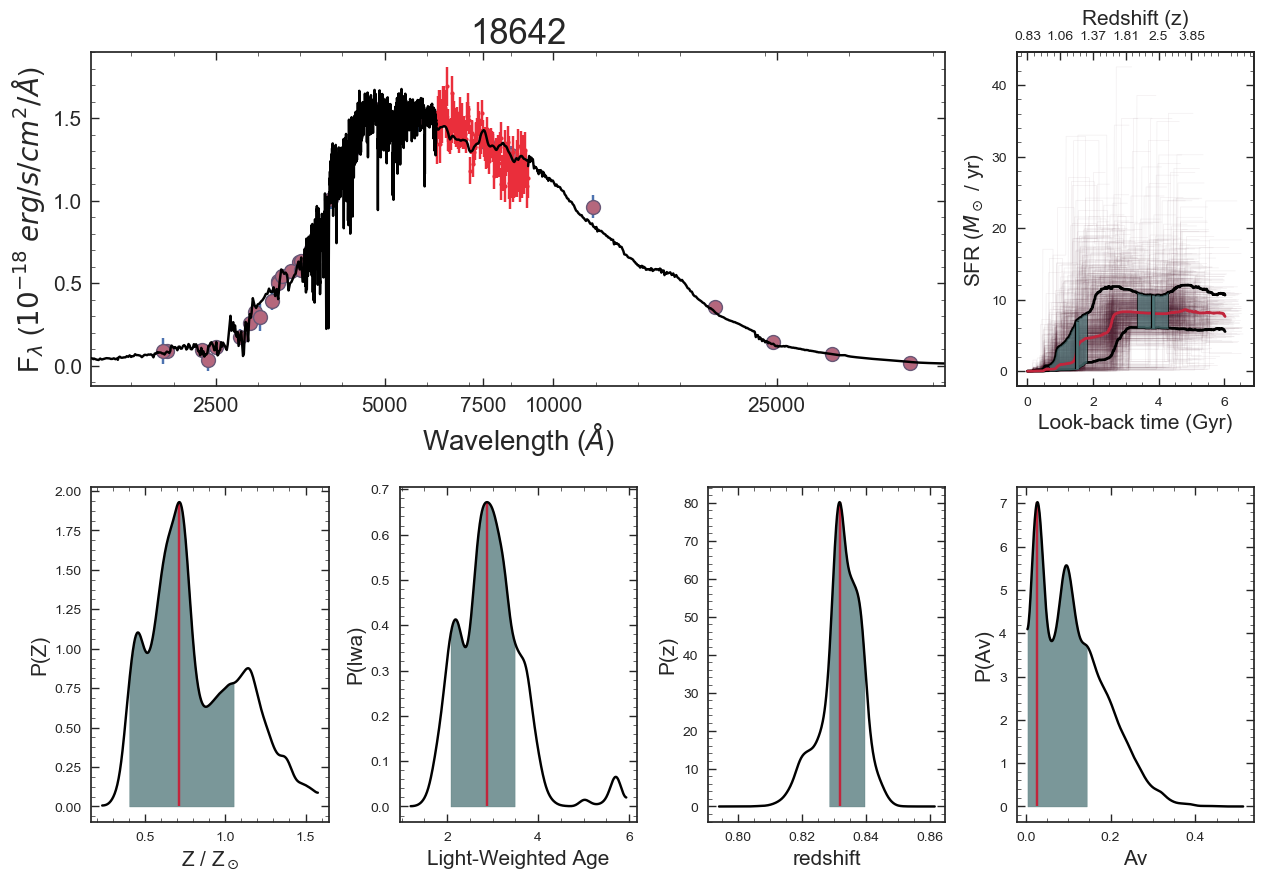 18642
Redshift (z)
0.83 1.06 1.37 1.81 2.5 3.85
F_λ (10^−18 erg/s/cm^2/Å)
1.5
1.0
0.5
0.0
2500 5000 7500 10000 25000
Wavelength (Å)
SFR (M_⊙ / yr)
40
30
20
10
0
0 2 4 6
Look-back time (Gyr)
P(Z)
2.00
1.75
1.50
1.25
1.00
0.75
0.50
0.25
0.00
0.5 1.0 1.5
Z / Z_⊙
P(lwa)
0.7
0.6
0.5
0.4
0.3
0.2
0.1
0.0
2 4 6
Light-Weighted Age
P(z)
80
70
60
50
40
30
20
10
0
0.80 0.82 0.84 0.86
redshift
P(Av)
7
6
5
4
3
2
1
0
0.0 0.2 0.4
Av